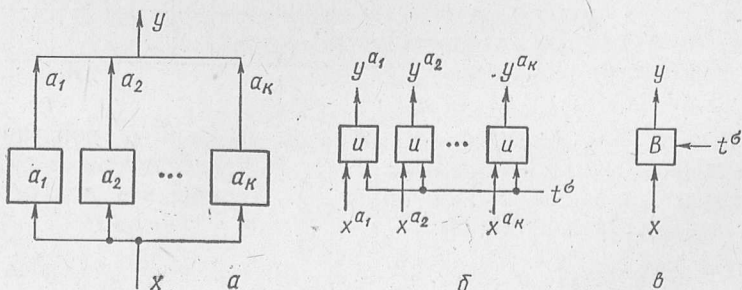 y
a₁ a₂ aₖ
a₁ a₂ ... aₖ
x а
y^a₁ y^a₂ y^aₖ
и и ... и
t^σ
x^a₁ x^a₂ x^aₖ
б
y
В t^σ
x
в